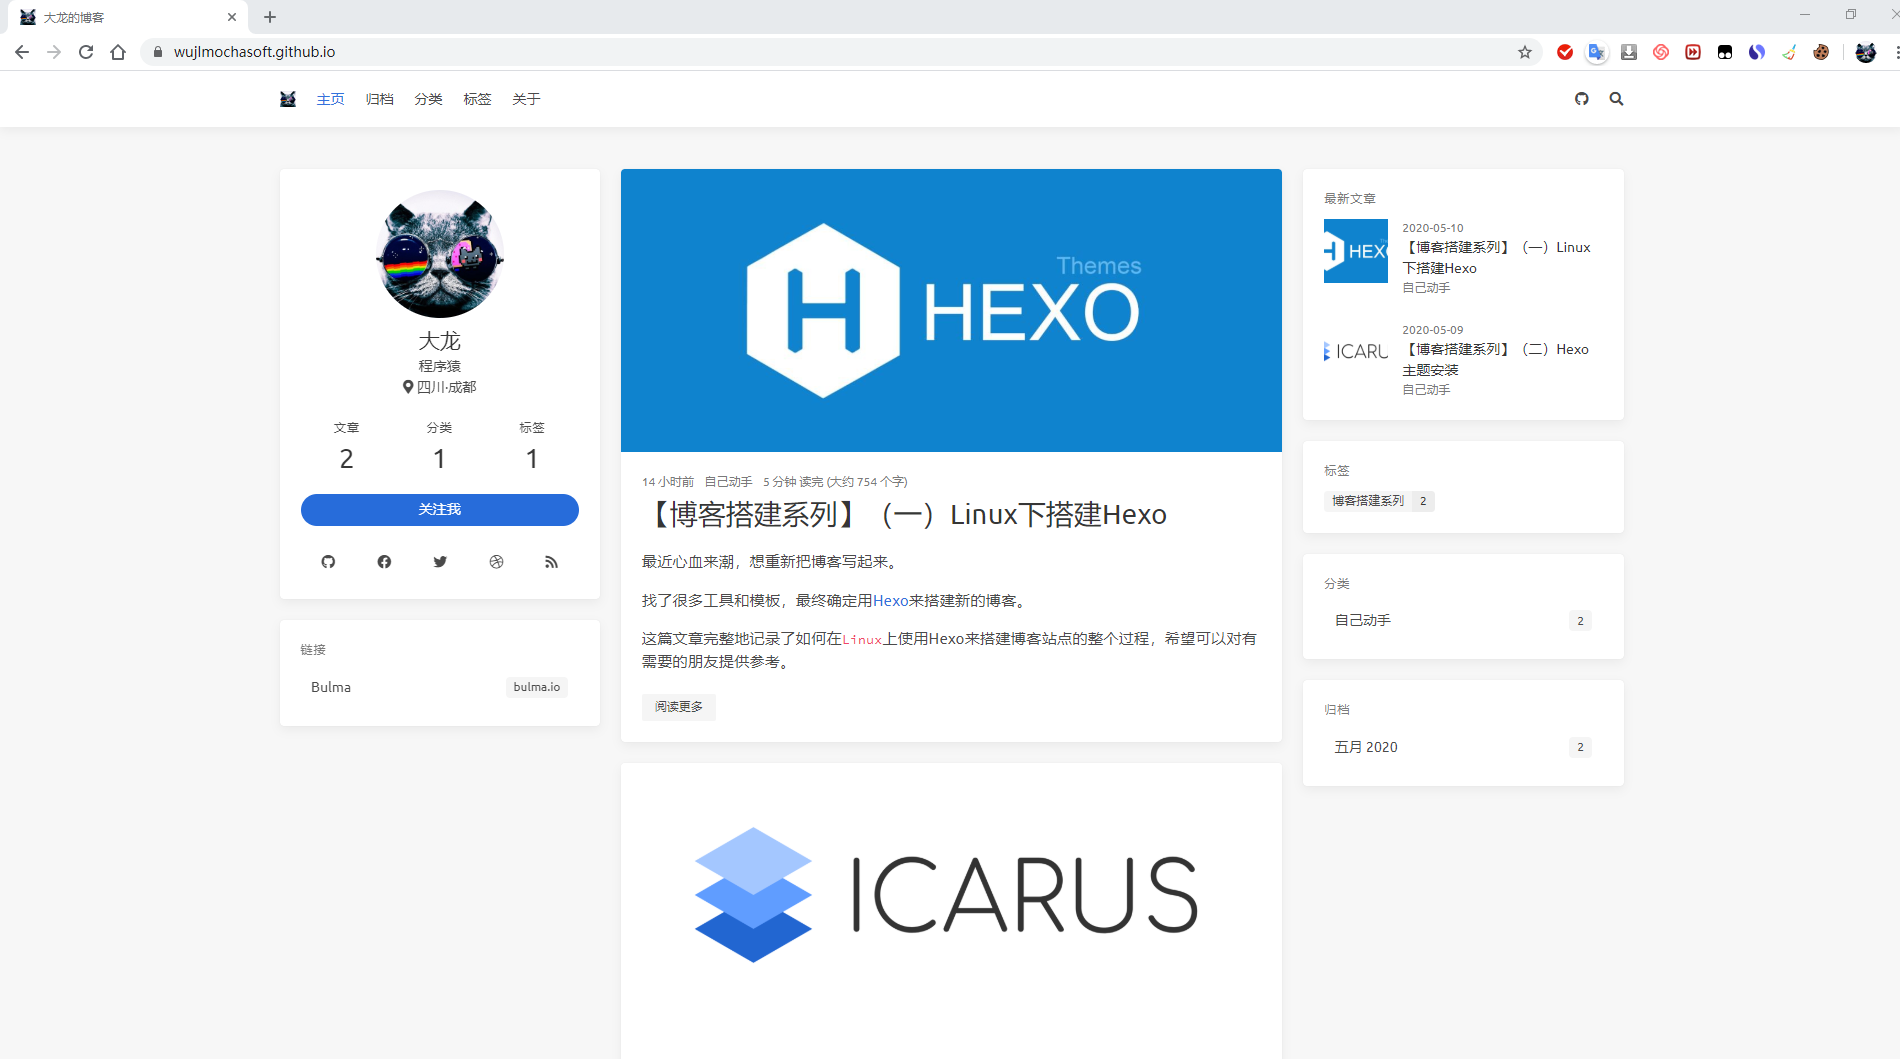 大龙的博客
wujlmochasoft.github.io
主页 归档 分类 标签 关于
大龙
程序猿
四川·成都
文章 分类 标签
2 1 1
关注我
链接
Bulma bulma.io
Themes
HEXO
14 小时前 自己动手 5 分钟 读完 (大约 754 个字)
【博客搭建系列】（一）Linux下搭建Hexo
最近心血来潮，想重新把博客写起来。
找了很多工具和模板，最终确定用Hexo来搭建新的博客。
这篇文章完整地记录了如何在Linux上使用Hexo来搭建博客站点的整个过程，希望可以对有
需要的朋友提供参考。
阅读更多
ICARUS
最新文章
HEXO
2020-05-10
【博客搭建系列】（一）Linux
下搭建Hexo
自己动手
ICARU
2020-05-09
【博客搭建系列】（二）Hexo
主题安装
自己动手
标签
博客搭建系列 2
分类
自己动手 2
归档
五月 2020 2